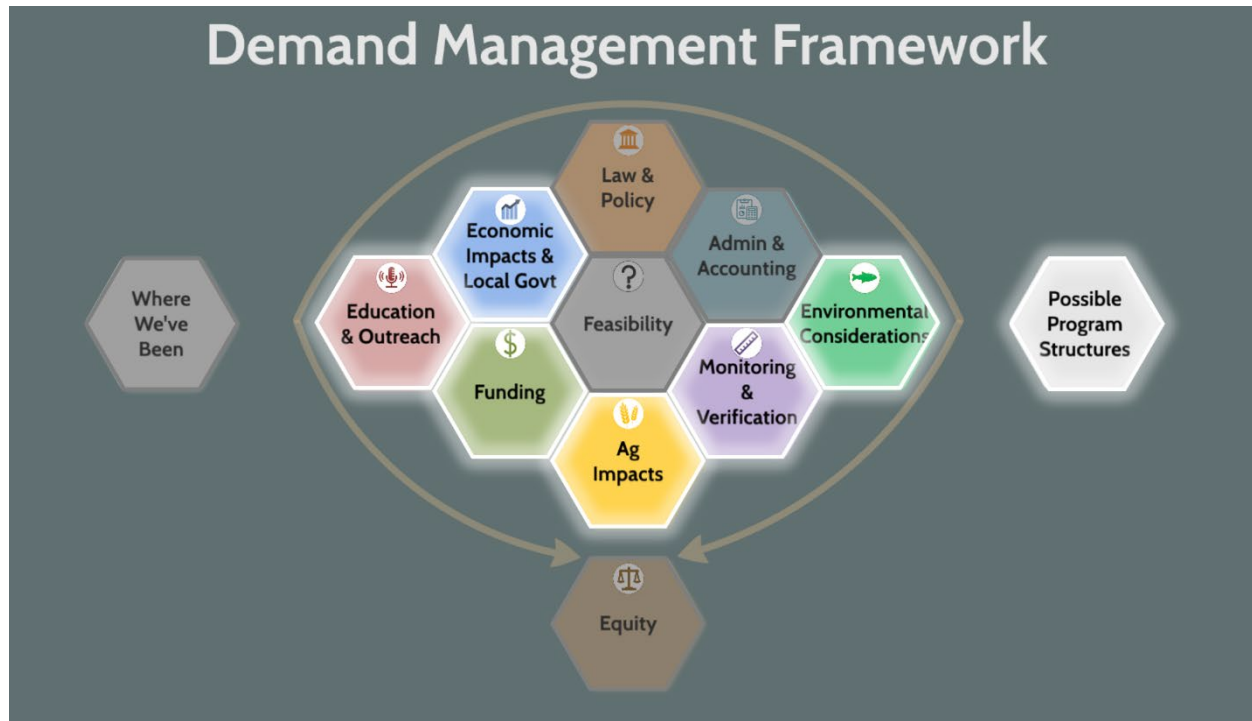 Demand Management Framework
Law &
Policy
Economic
Impacts &
Local Govt
Admin &
Accounting
Where
We've
Been
Education
& Outreach
Feasibility
Environmental
Considerations
Possible
Program
Structures
$
Funding
Monitoring
&
Verification
Ag
Impacts
Equity